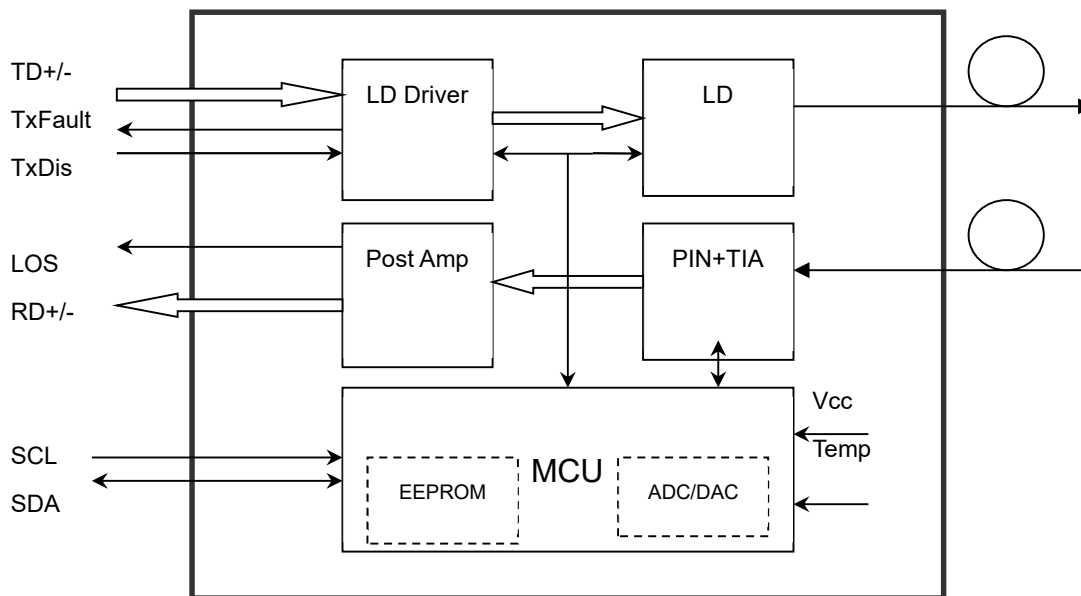 TD+/-
TxFault
TxDis
LD Driver
LD
LOS
RD+/-
Post Amp
PIN+TIA
Vcc
Temp
SCL
SDA
MCU
EEPROM
ADC/DAC